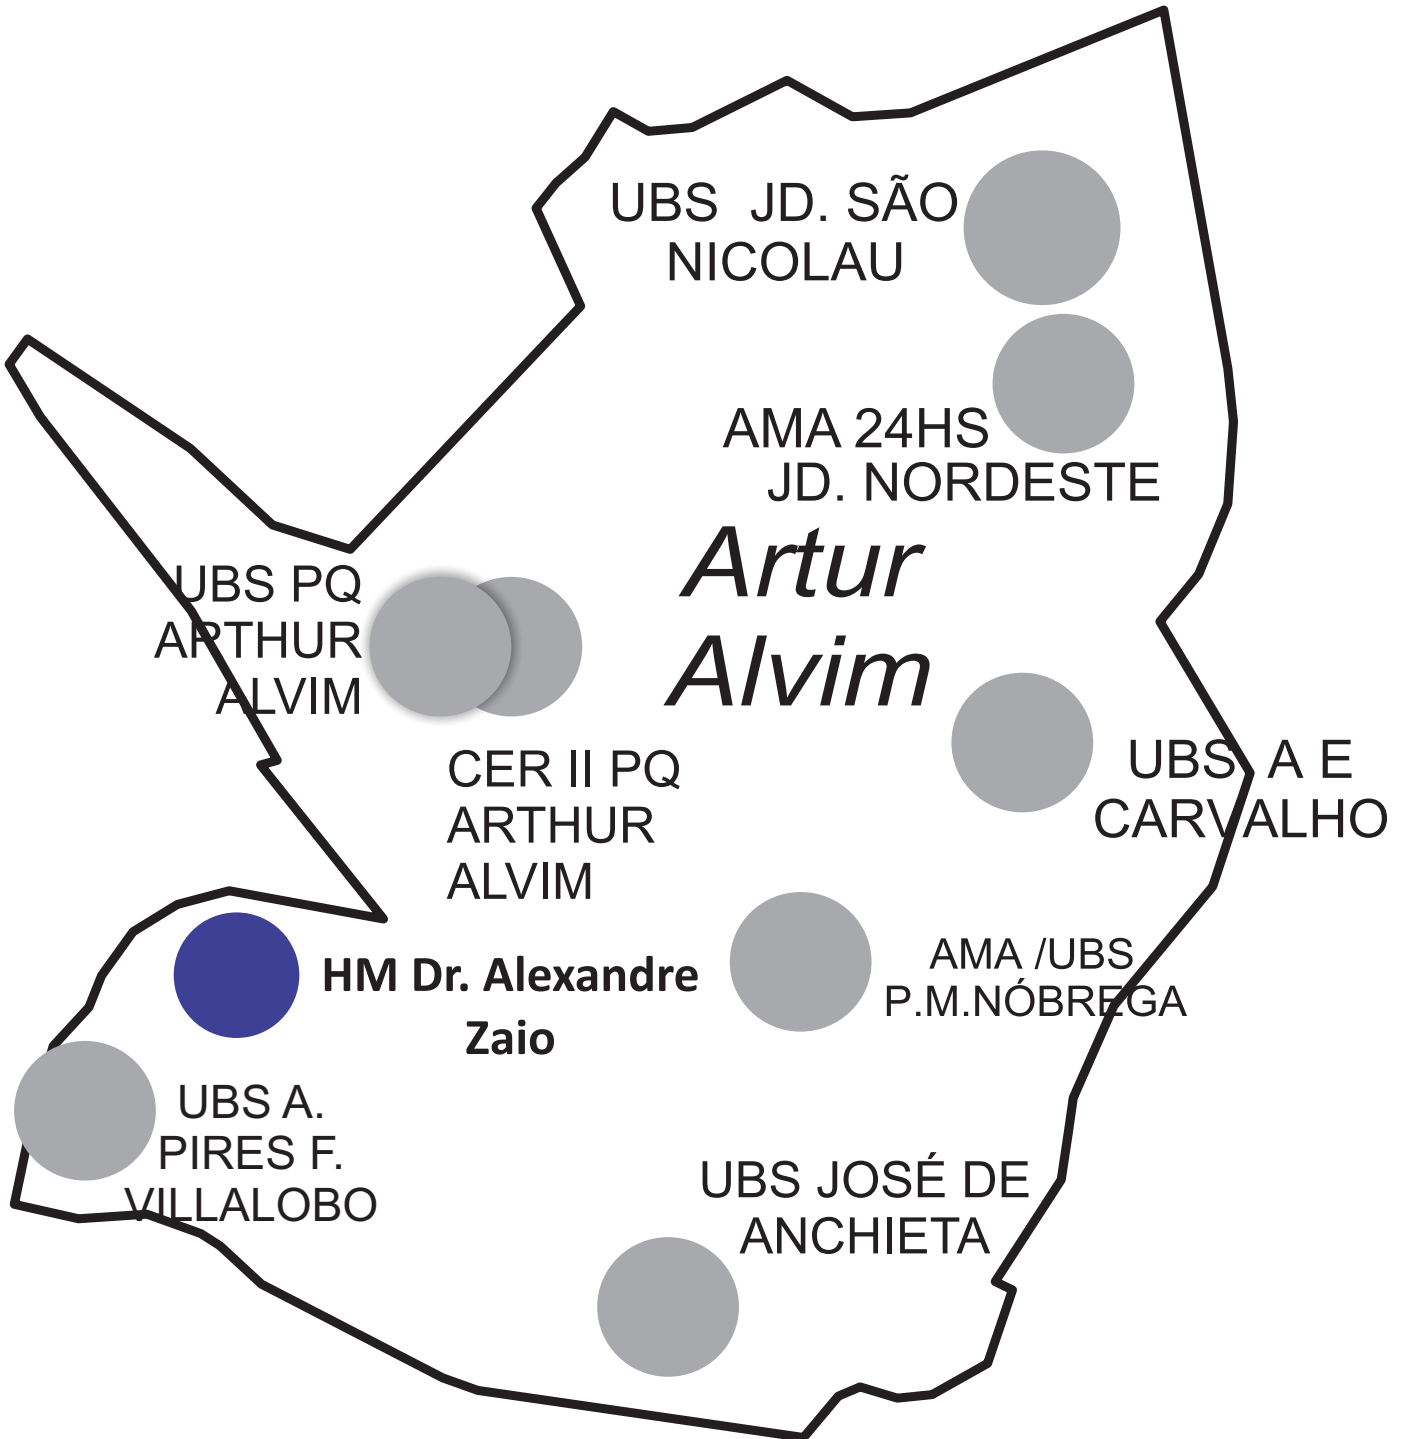 UBS JD. SÃO
NICOLAU
AMA 24HS
JD. NORDESTE
Artur
Alvim
UBS PQ
ARTHUR
ALVIM
CER II PQ
ARTHUR
ALVIM
UBS A E
CARVALHO
HM Dr. Alexandre
Zaio
AMA /UBS
P.M.NÓBREGA
UBS A.
PIRES F.
VILLALOBO
UBS JOSÉ DE
ANCHIETA